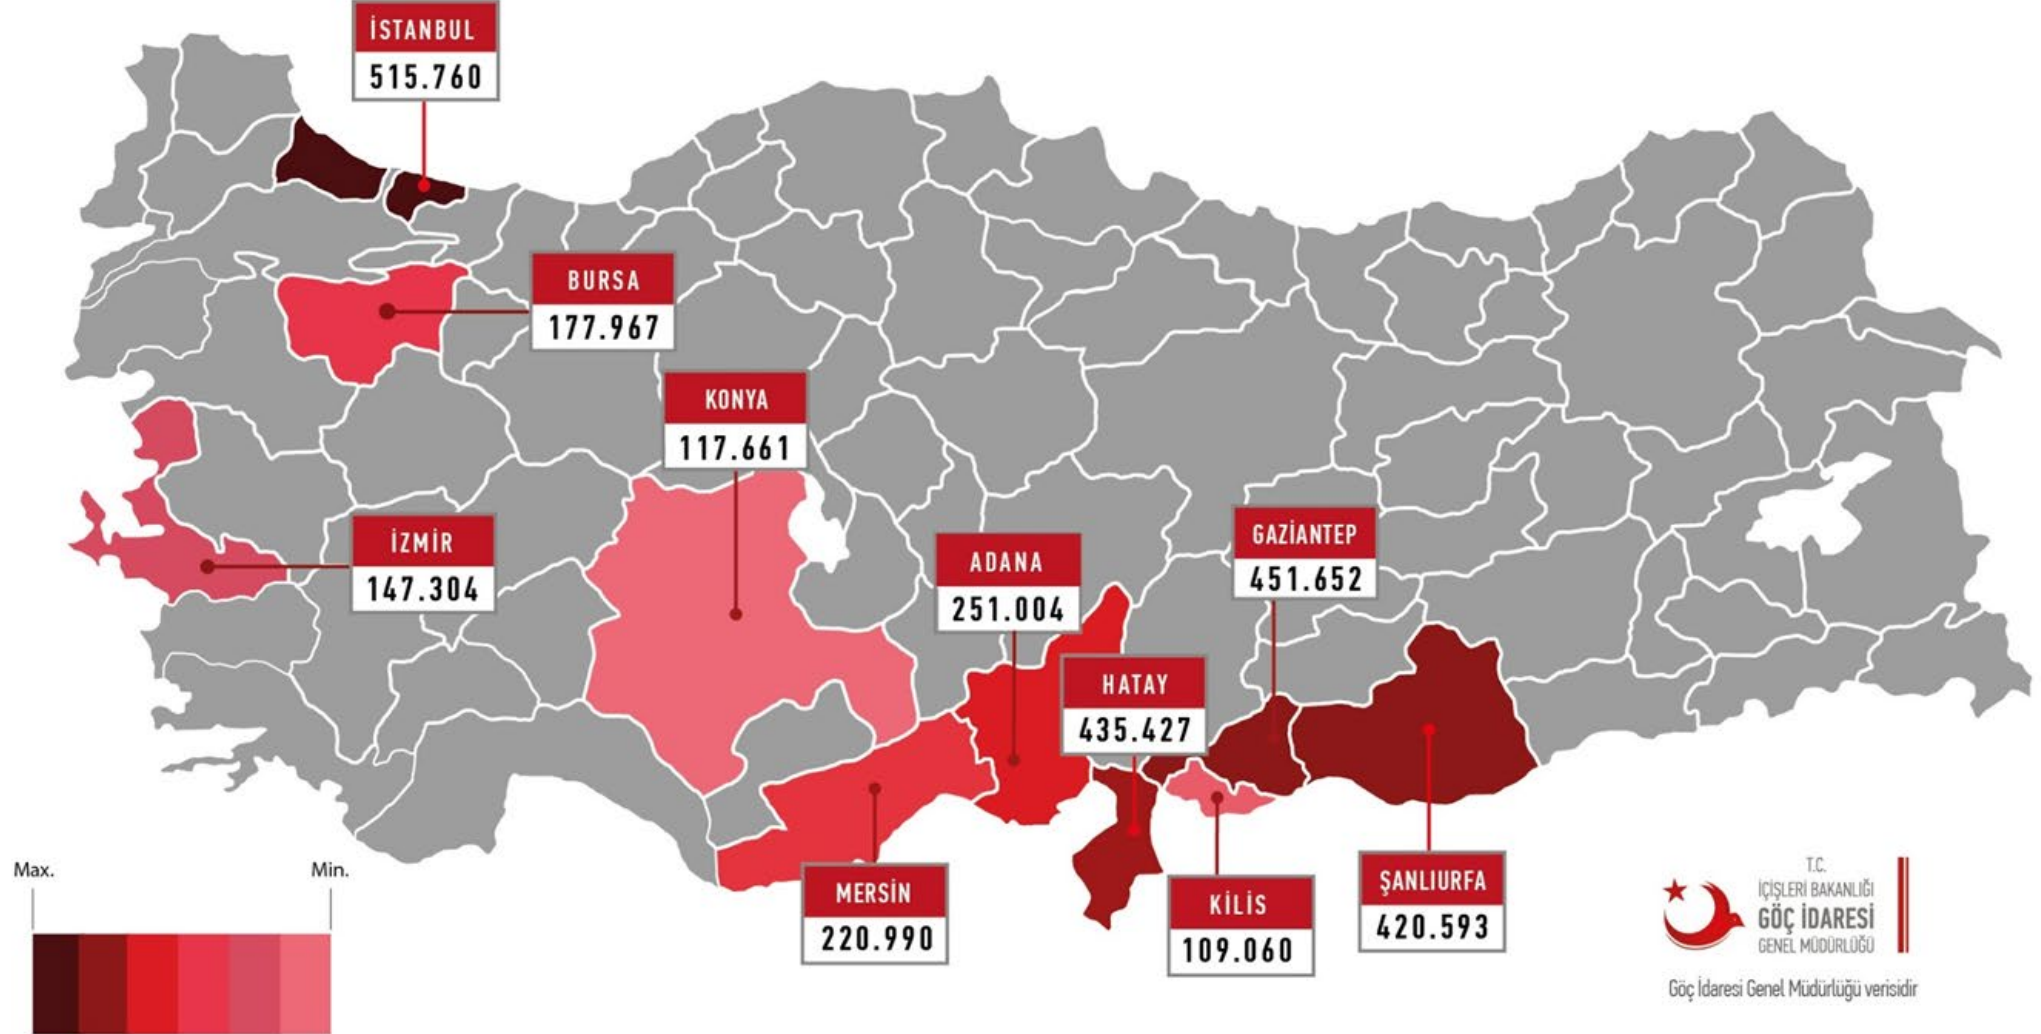 İSTANBUL
515.760
BURSA
177.967
KONYA
117.661
İZMİR
147.304
ADANA
251.004
GAZİANTEP
451.652
HATAY
435.427
MERSİN
220.990
KİLİS
109.060
ŞANLIURFA
420.593
Max.
Min.
T.C.
İÇİŞLERİ BAKANLIĞI
GÖÇ İDARESİ
GENEL MÜDÜRLÜĞÜ
Göç İdaresi Genel Müdürlüğü verisidir